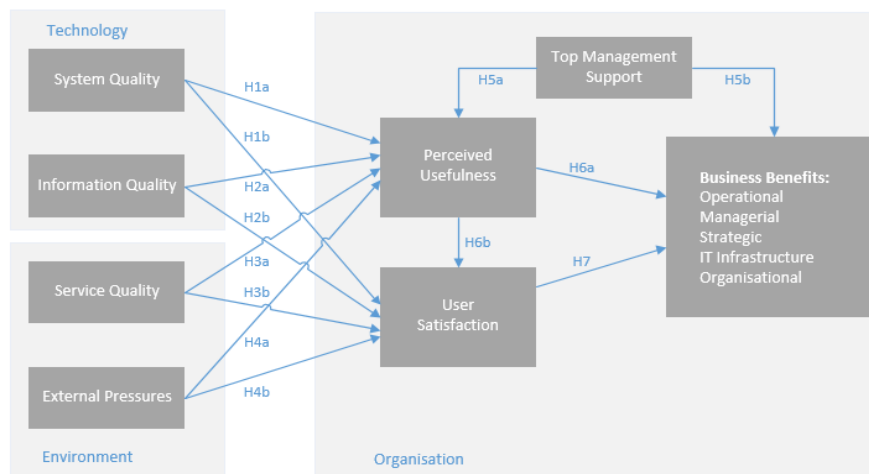 Technology
System Quality
Information Quality
Service Quality
External Pressures
Environment
H1a
H1b
H2a
H2b
H3a
H3b
H4a
H4b
Top Management
Support
H5a
H5b
Perceived
Usefulness
H6a
H6b
User
Satisfaction
H7
Business Benefits:
Operational
Managerial
Strategic
IT Infrastructure
Organisational
Organisation